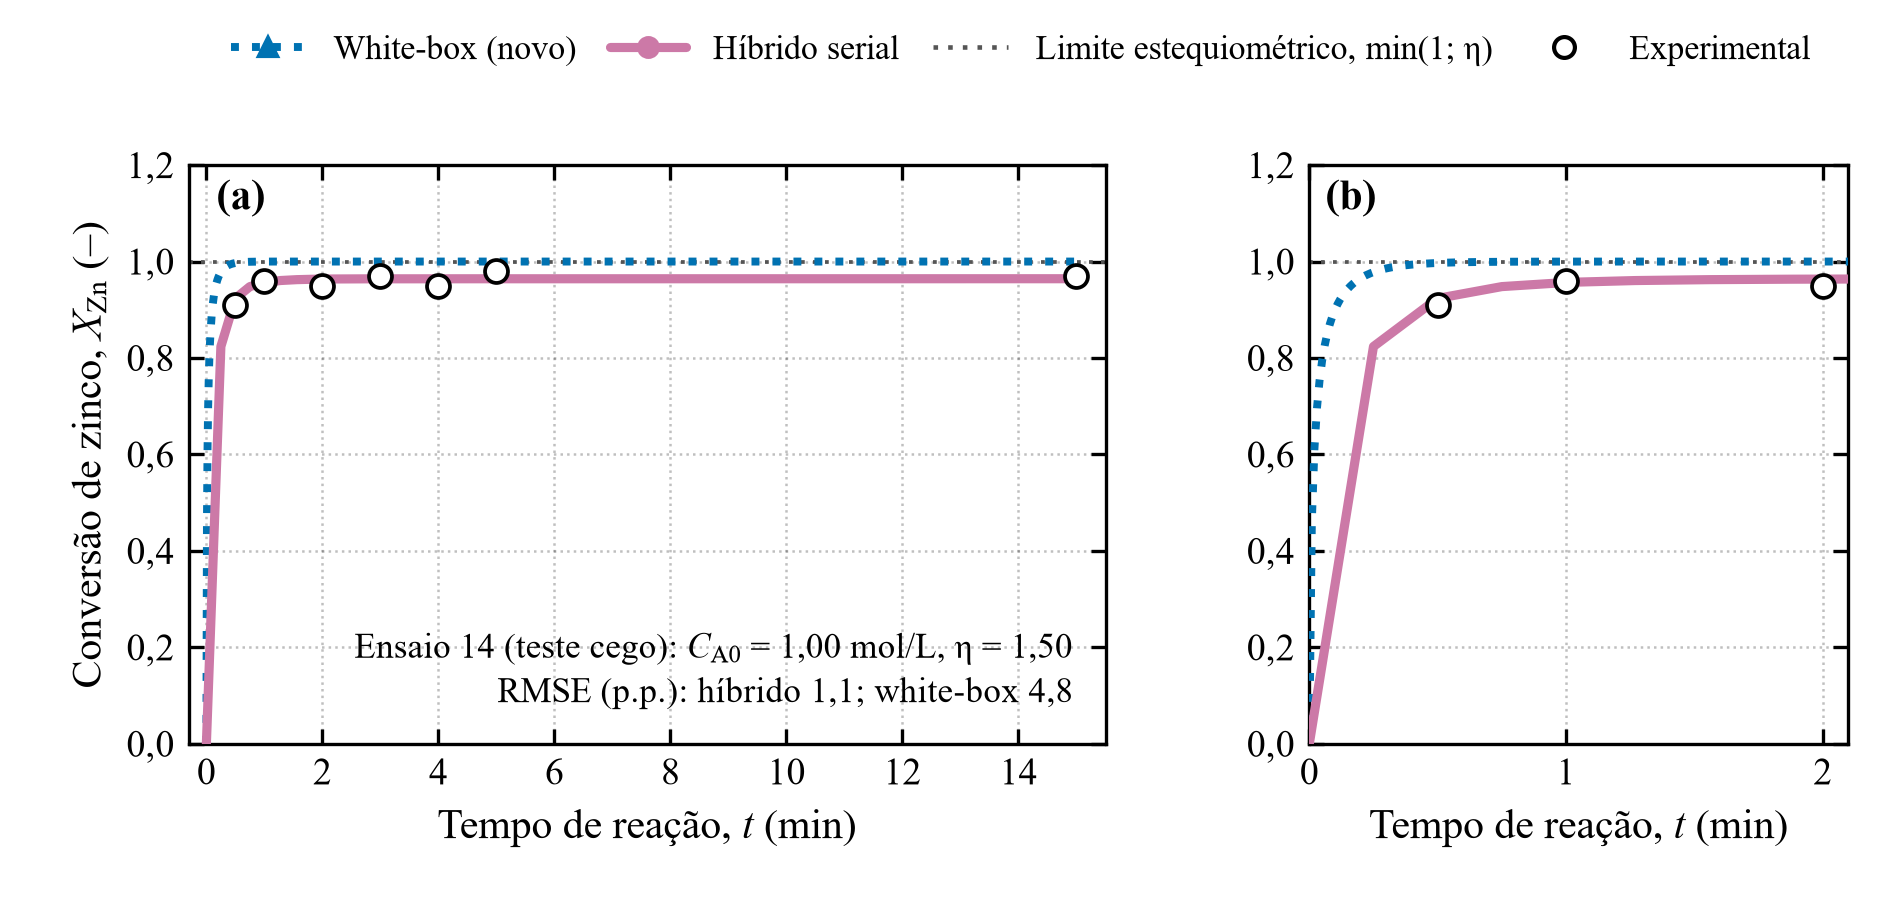 White-box (novo) Híbrido serial Limite estequiométrico, min(1; η) Experimental
(a)
1,2
1,0
0,8
0,6
0,4
0,2
0,0
Conversão de zinco, X_Zn (−)
Ensaio 14 (teste cego): C_A0 = 1,00 mol/L, η = 1,50
RMSE (p.p.): híbrido 1,1; white-box 4,8
0 2 4 6 8 10 12 14
Tempo de reação, t (min)
(b)
1,2
1,0
0,8
0,6
0,4
0,2
0,0
0 1 2
Tempo de reação, t (min)